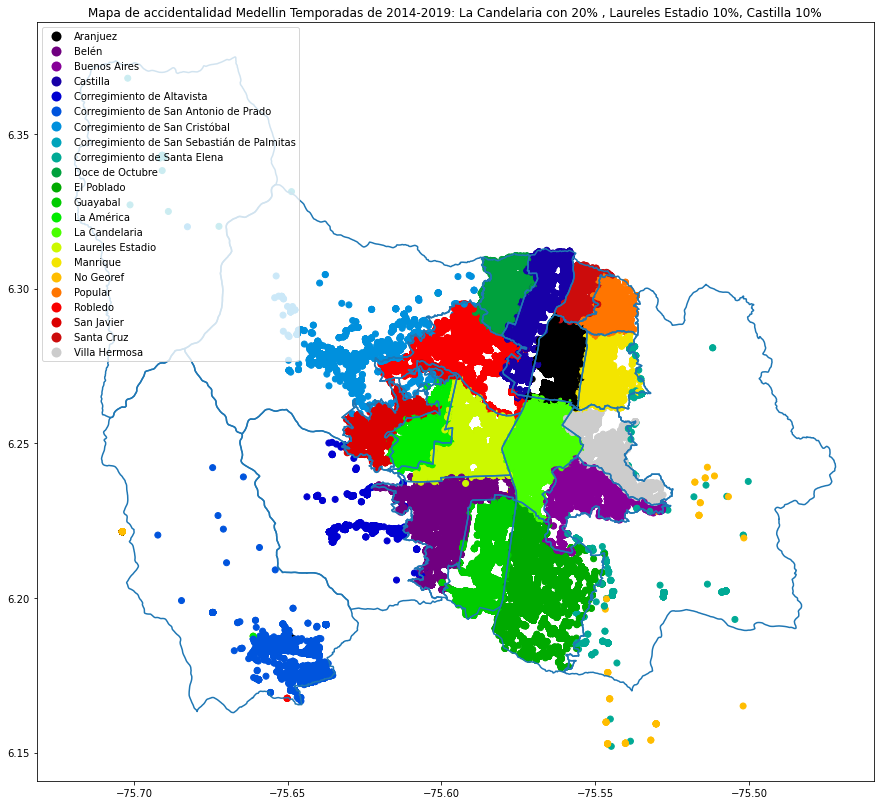 Mapa de accidentalidad Medellin Temporadas de 2014-2019: La Candelaria con 20% , Laureles Estadio 10%, Castilla 10%
Aranjuez
Belén
Buenos Aires
Castilla
Corregimiento de Altavista
Corregimiento de San Antonio de Prado
Corregimiento de San Cristóbal
Corregimiento de San Sebastián de Palmitas
Corregimiento de Santa Elena
Doce de Octubre
El Poblado
Guayabal
La América
La Candelaria
Laureles Estadio
Manrique
No Georef
Popular
Robledo
San Javier
Santa Cruz
Villa Hermosa
6.35
6.30
6.25
6.20
6.15
−75.70
−75.65
−75.60
−75.55
−75.50